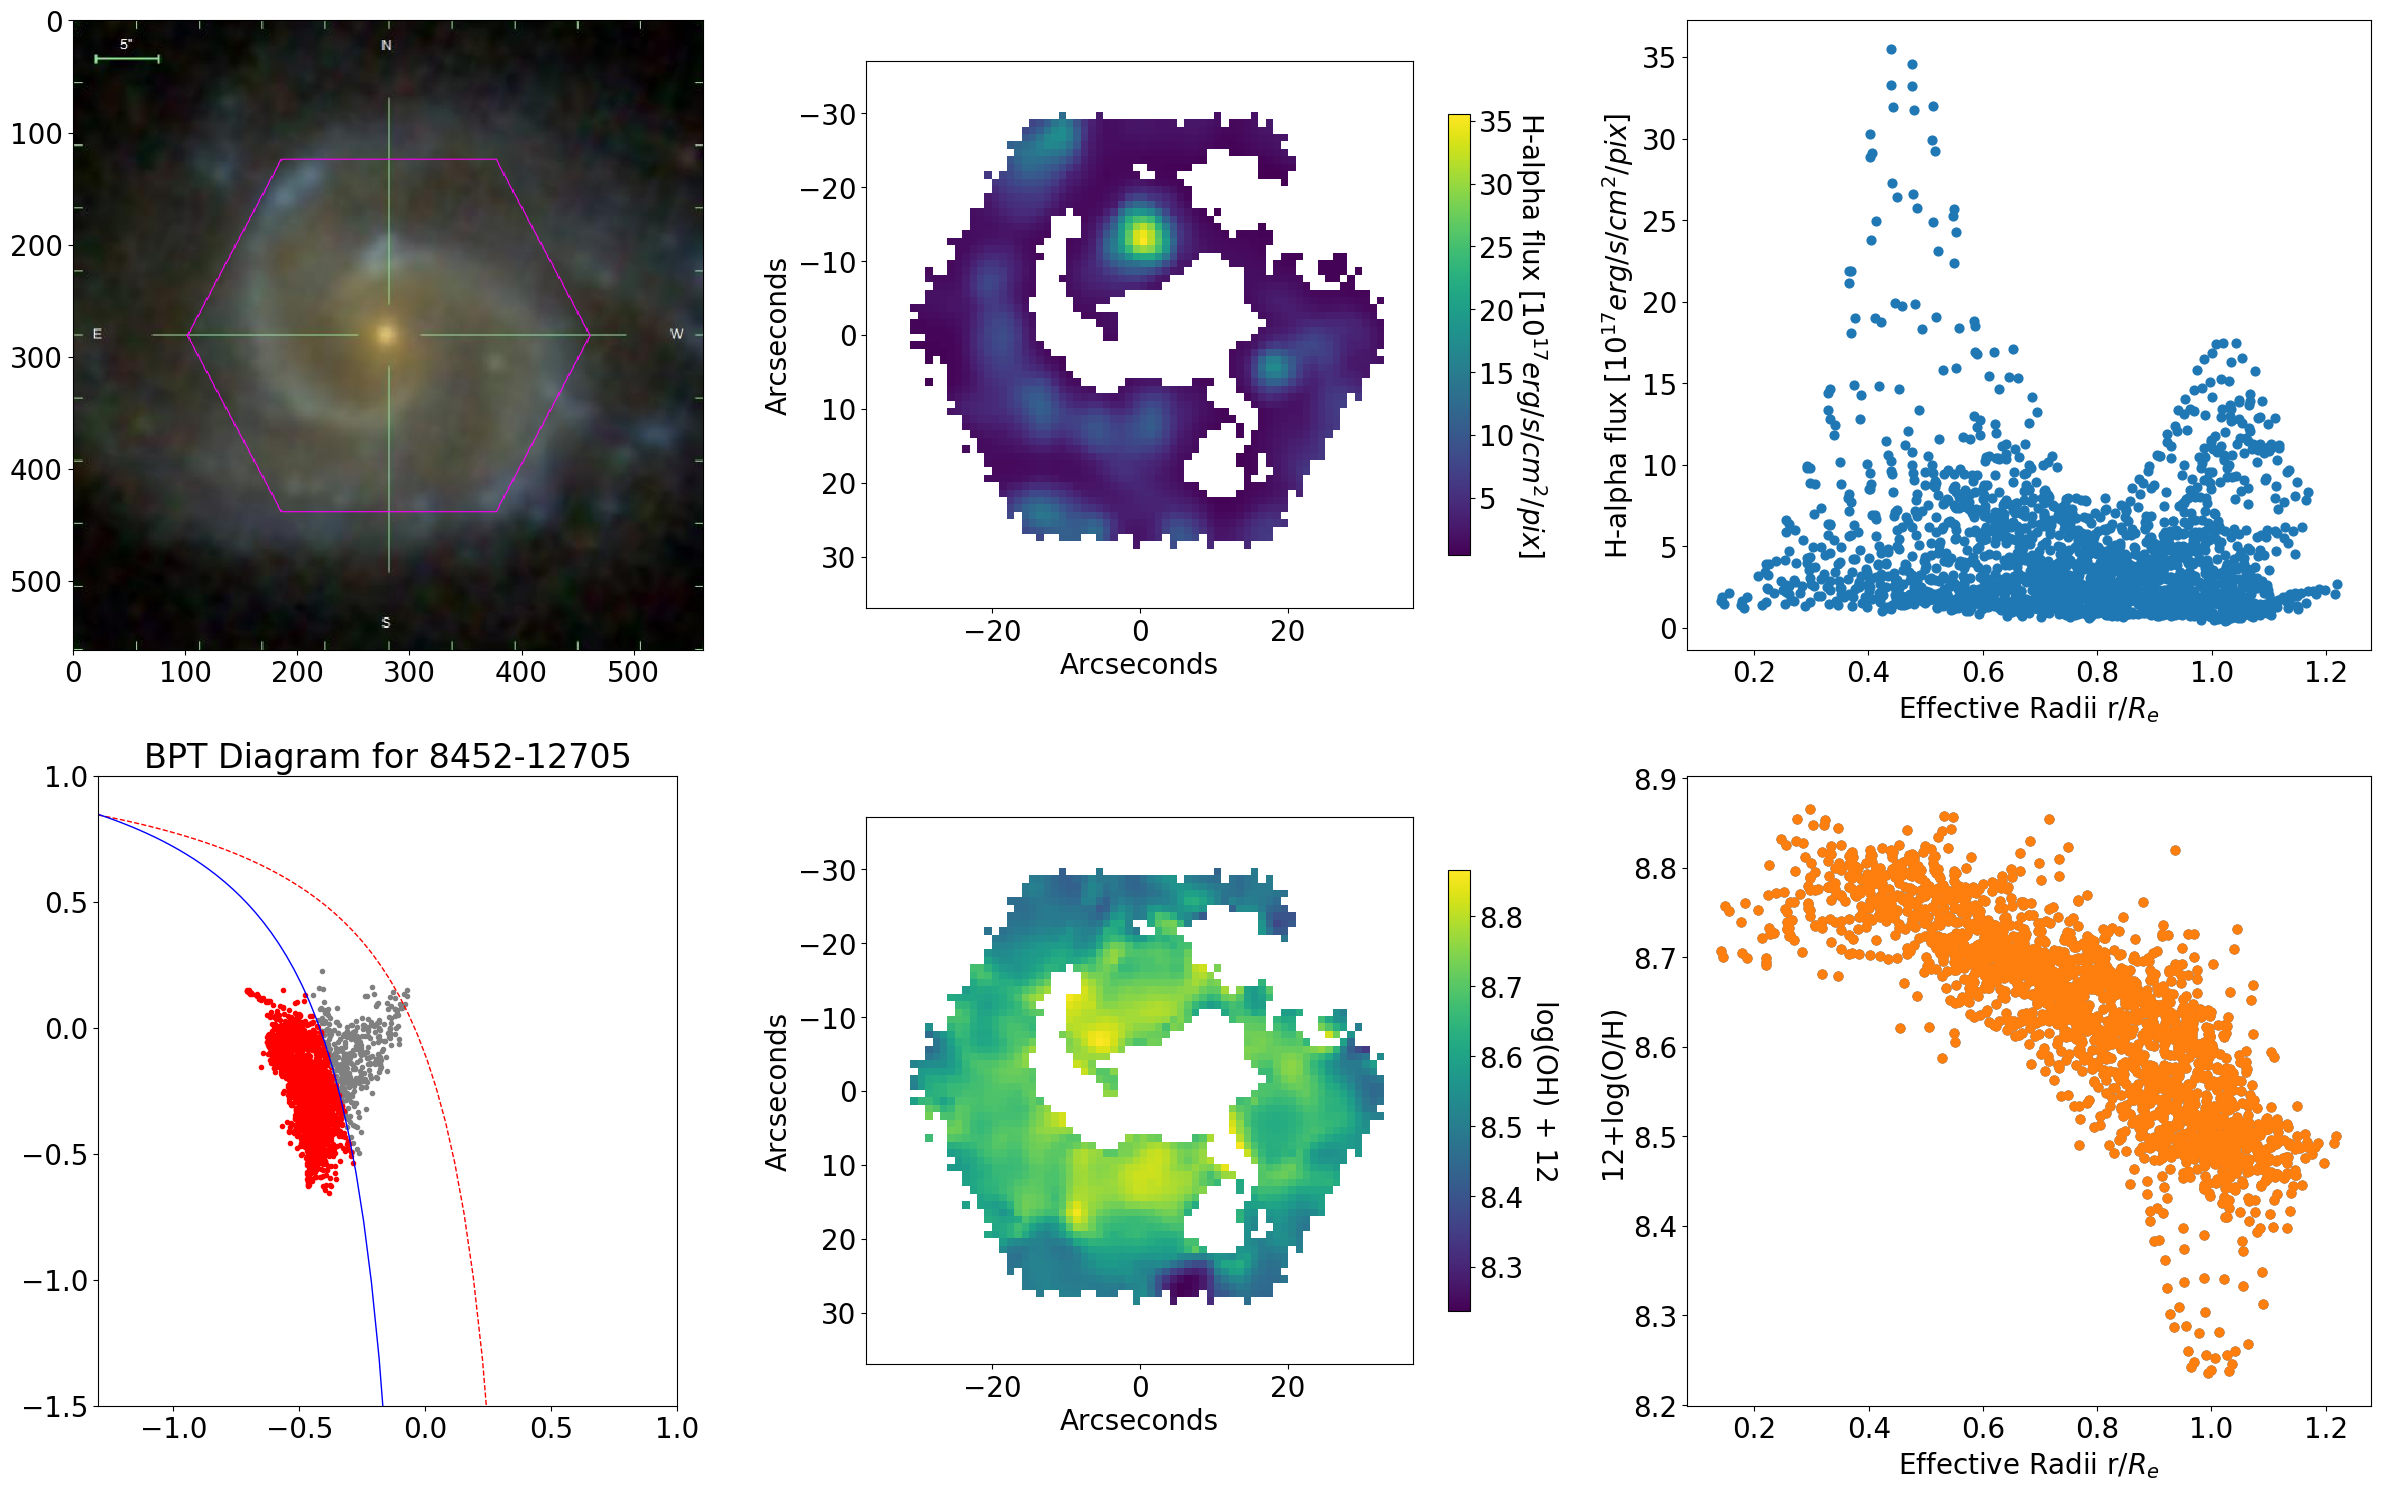 0
100
200
300
400
500
0 100 200 300 400 500
5"
N
E
W
S
−30
−20
−10
0
10
20
30
−20 0 20
Arcseconds
Arcseconds
35
30
25
20
15
10
5
H-alpha flux [10^17 erg/s/cm^2/pix]
35
30
25
20
15
10
5
0
0.2 0.4 0.6 0.8 1.0 1.2
H-alpha flux [10^17 erg/s/cm^2/pix]
Effective Radii r/R_e
BPT Diagram for 8452-12705
1.0
0.5
0.0
−0.5
−1.0
−1.5
−1.0 −0.5 0.0 0.5 1.0
−30
−20
−10
0
10
20
30
−20 0 20
Arcseconds
Arcseconds
8.8
8.7
8.6
8.5
8.4
8.3
log(OH) + 12
8.9
8.8
8.7
8.6
8.5
8.4
8.3
8.2
0.2 0.4 0.6 0.8 1.0 1.2
12+log(O/H)
Effective Radii r/R_e